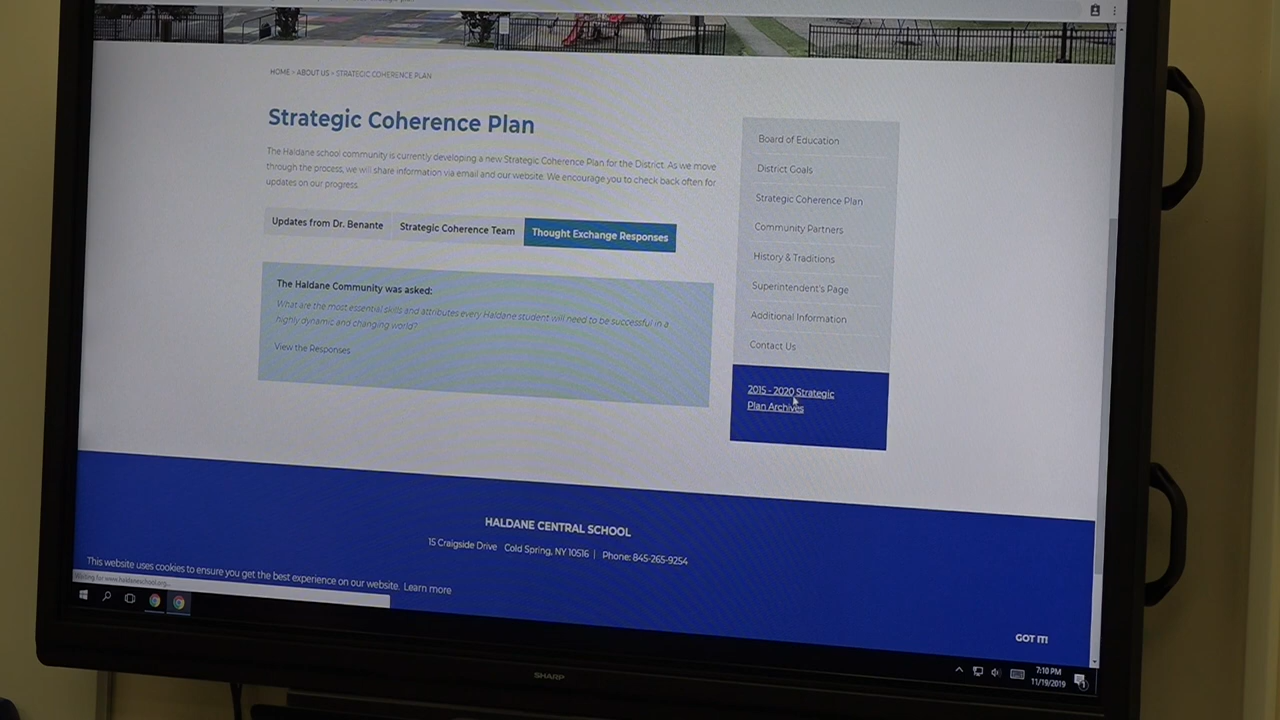 HOME > ABOUT US > STRATEGIC COHERENCE PLAN
Strategic Coherence Plan
The Haldane school community is currently developing a new Strategic Coherence Plan for the District. As we move
through the process, we will share information via email and our website. We encourage you to check back often for
updates on our progress.
Updates from Dr. Benante
Strategic Coherence Team
Thought Exchange Responses
The Haldane Community was asked:
What are the most essential skills and attributes every Haldane student will need to be successful in a
highly dynamic and changing world?
View the Responses
Board of Education
District Goals
Strategic Coherence Plan
Community Partners
History & Traditions
Superintendent's Page
Additional Information
Contact Us
2015 - 2020 Strategic
Plan Archives
HALDANE CENTRAL SCHOOL
15 Craigside Drive Cold Spring, NY 10516 | Phone: 845-265-9254
This website uses cookies to ensure you get the best experience on our website. Learn more
Waiting for www.haldaneschool.org...
GOT IT!
7:10 PM
11/19/2019
SHARP